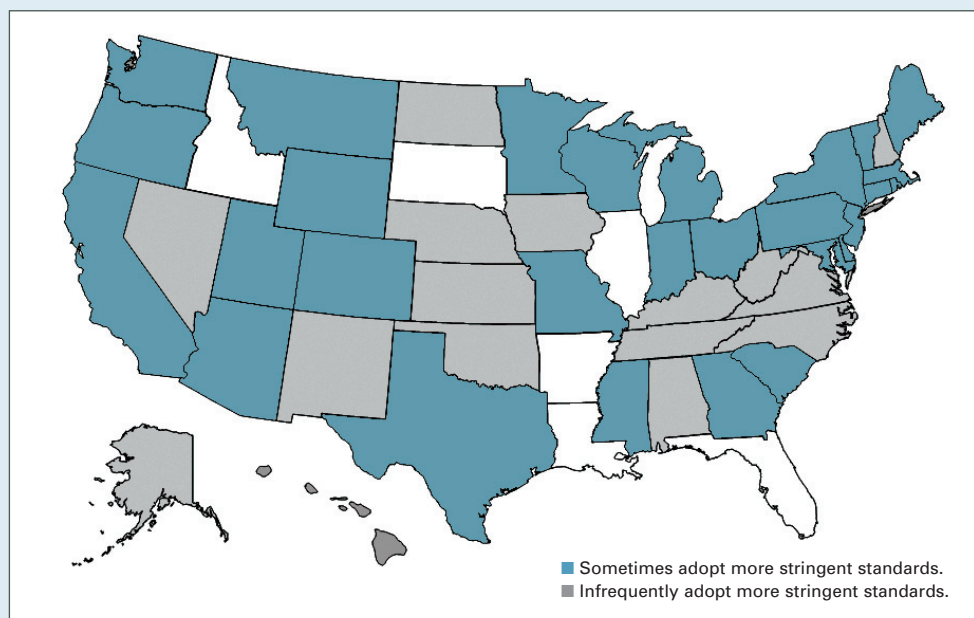 Sometimes adopt more stringent standards.
Infrequently adopt more stringent standards.